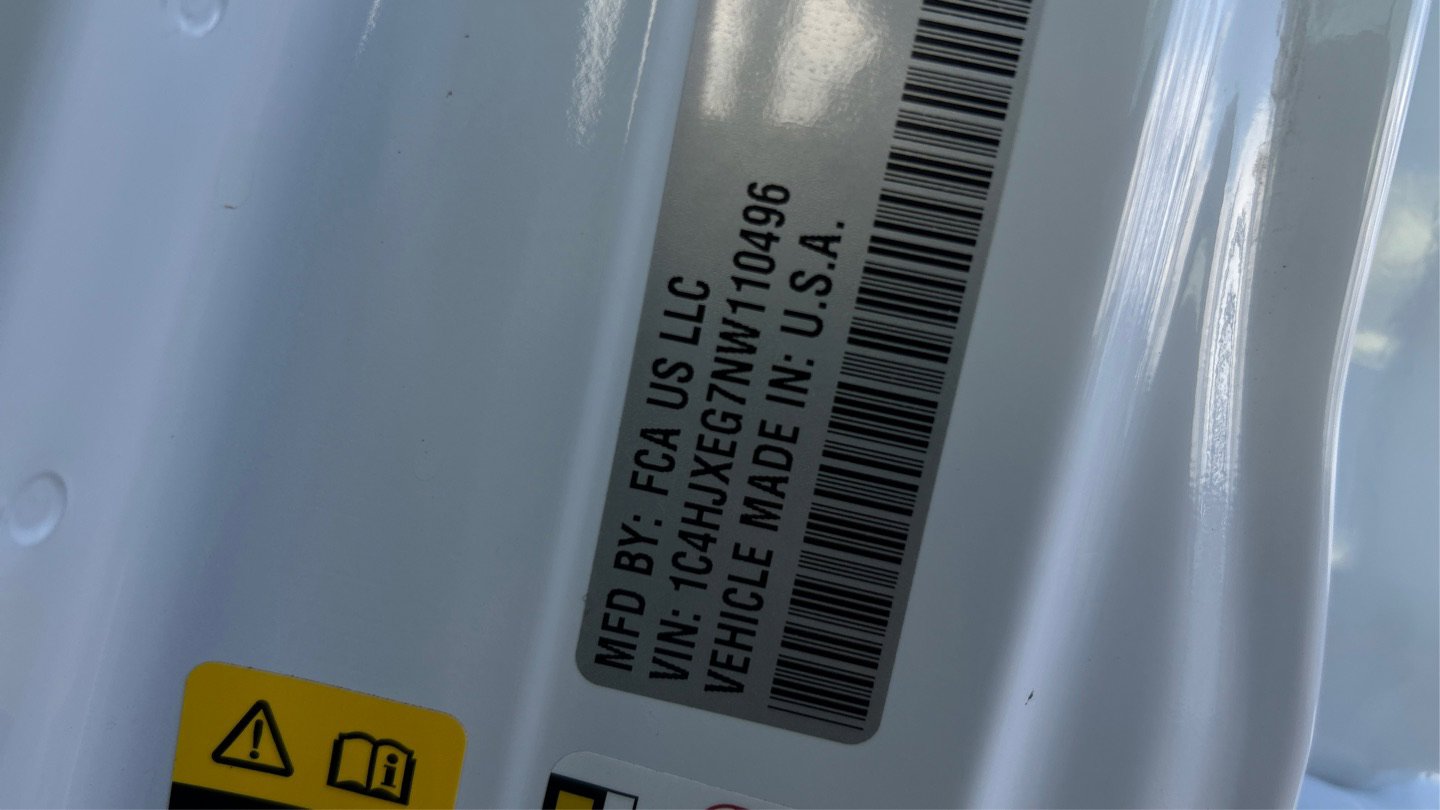 MFD BY: FCA US LLC
VIN: 1C4HJXEG7NW110496
VEHICLE MADE IN: U.S.A.